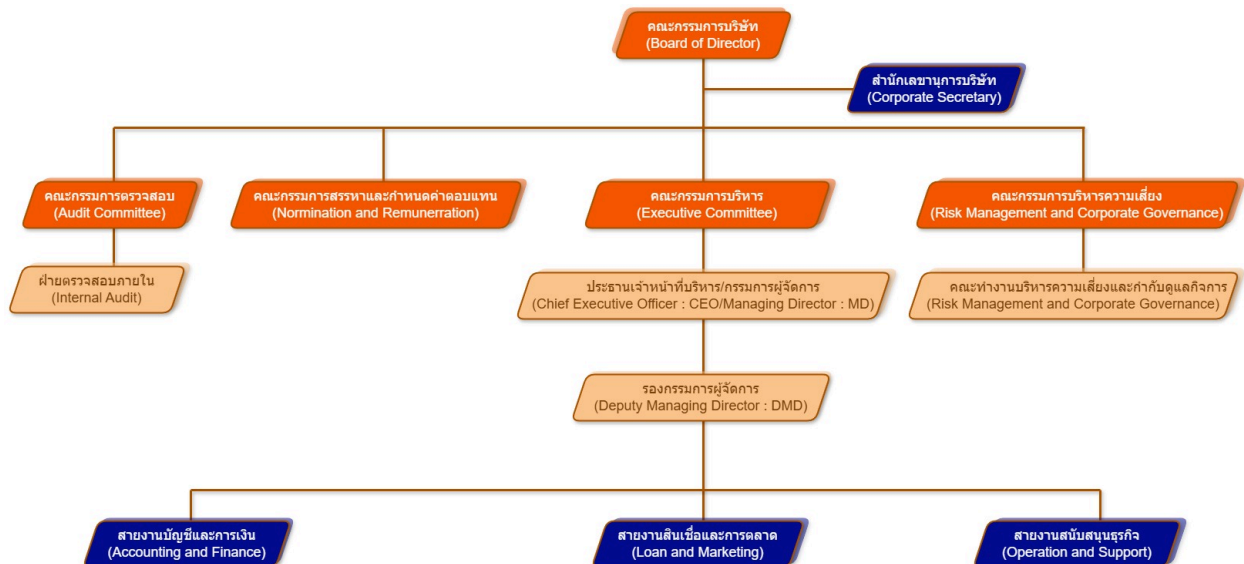 คณะกรรมการบริษัท
(Board of Director)
สำนักเลขานุการบริษัท
(Corporate Secretary)
คณะกรรมการตรวจสอบ
(Audit Committee)
คณะกรรมการสรรหาและกำหนดค่าตอบแทน
(Normination and Remunerration)
คณะกรรมการบริหาร
(Executive Committee)
คณะกรรมการบริหารความเสี่ยง
(Risk Management and Corporate Governance)
ฝ่ายตรวจสอบภายใน
(Internal Audit)
ประธานเจ้าหน้าที่บริหาร/กรรมการผู้จัดการ
(Chief Executive Officer : CEO/Managing Director : MD)
คณะทำงานบริหารความเสี่ยงและกำกับดูแลกิจการ
(Risk Management and Corporate Governance)
รองกรรมการผู้จัดการ
(Deputy Managing Director : DMD)
สายงานบัญชีและการเงิน
(Accounting and Finance)
สายงานสินเชื่อและการตลาด
(Loan and Marketing)
สายงานสนับสนุนธุรกิจ
(Operation and Support)